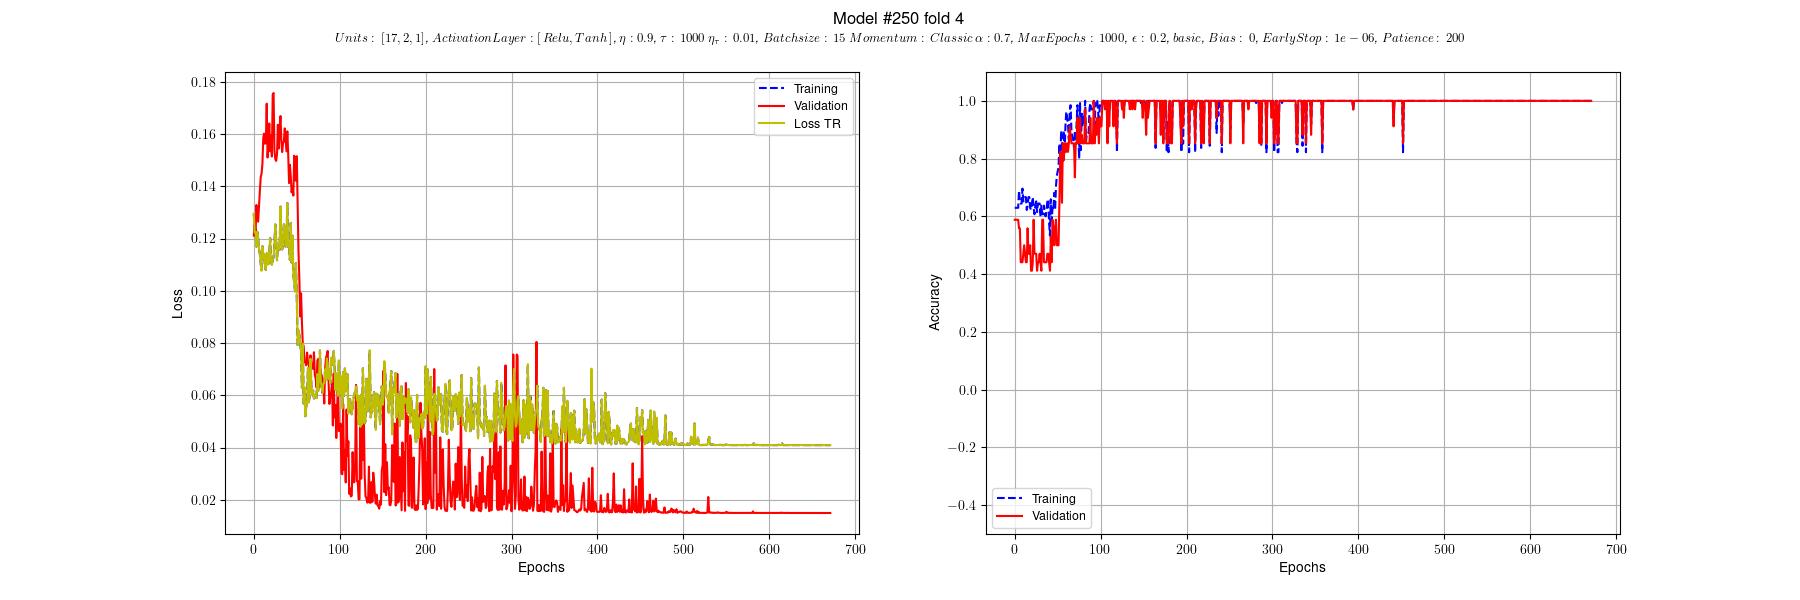 Model #250 fold 4
Units : [17, 2, 1], ActivationLayer : [Relu, Tanh], η : 0.9, τ : 1000 η_τ : 0.01, Batchsize : 15 Momentum : Classic α : 0.7, MaxEpochs : 1000, ϵ : 0.2, basic, Bias : 0, EarlyStop : 1e − 06, Patience : 200
0.18
0.16
0.14
0.12
0.10
0.08
0.06
0.04
0.02
Loss
Training
Validation
Loss TR
0 100 200 300 400 500 600 700
Epochs
1.0
0.8
0.6
0.4
0.2
0.0
−0.2
−0.4
Accuracy
Training
Validation
0 100 200 300 400 500 600 700
Epochs